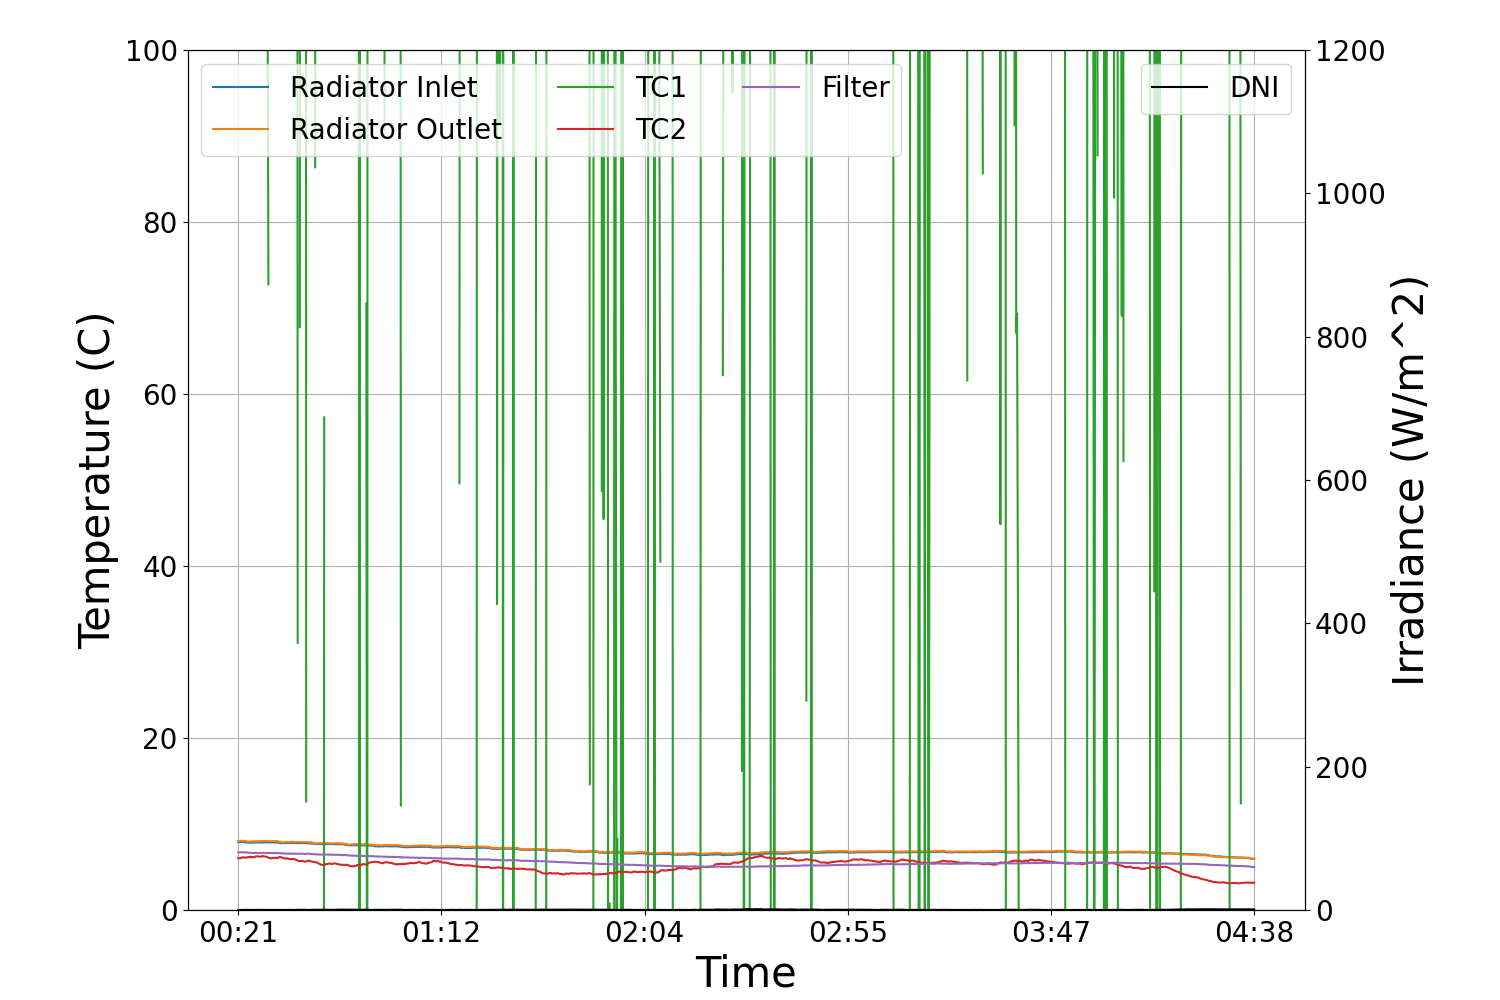 Radiator Inlet
Radiator Outlet
TC1
TC2
Filter
DNI
Temperature (C)
100
80
60
40
20
0
1200
1000
800
600
400
200
0
Irradiance (W/m^2)
00:21
01:12
02:04
02:55
03:47
04:38
Time